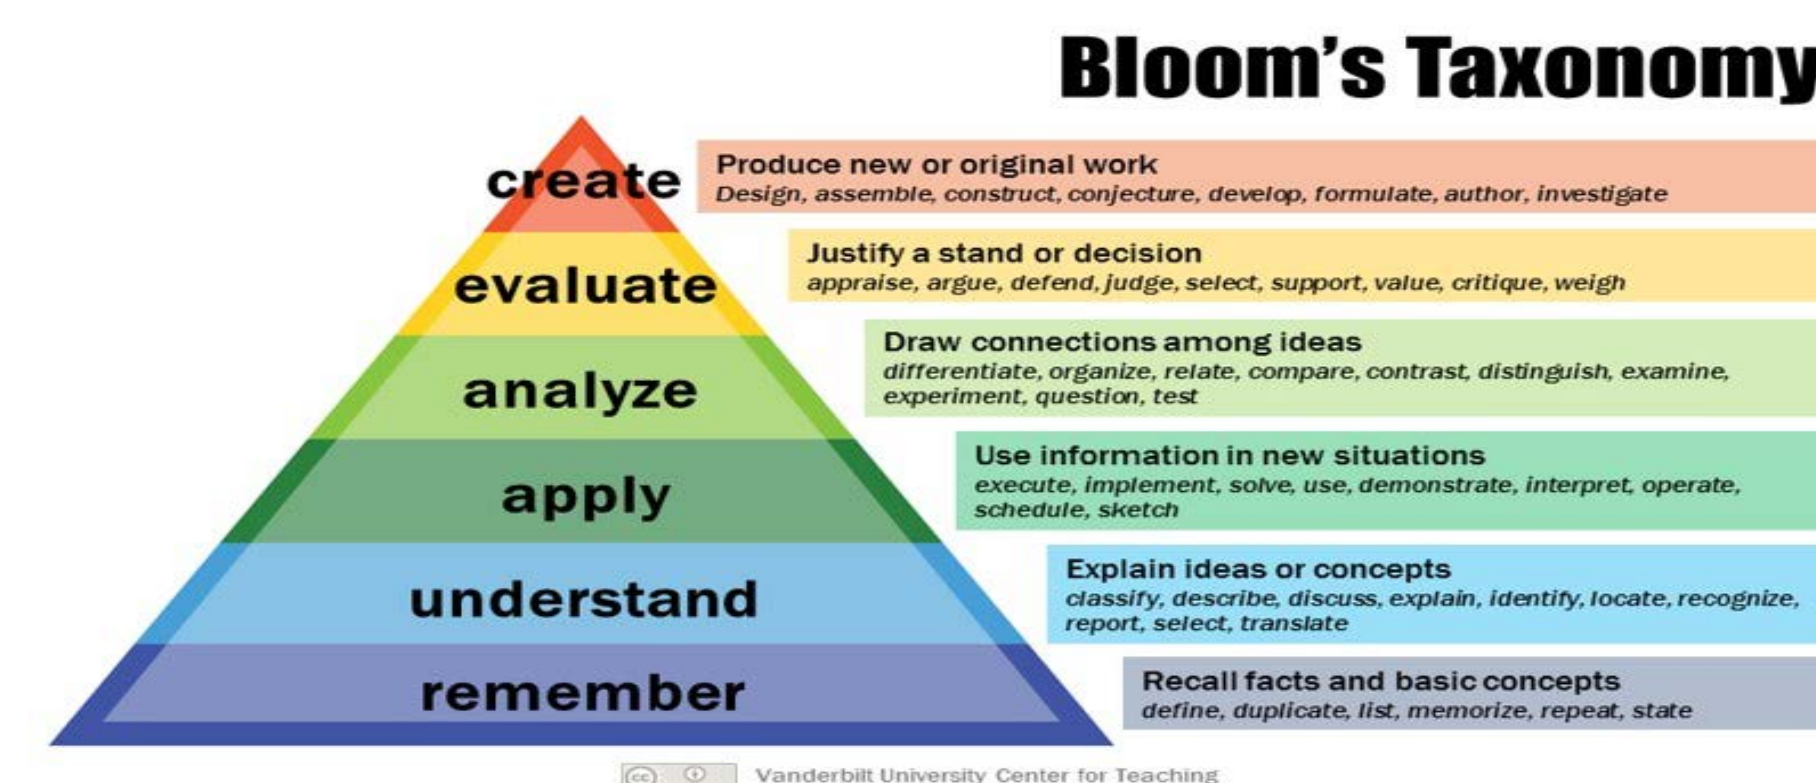 Bloom's Taxonomy
create
Produce new or original work
Design, assemble, construct, conjecture, develop, formulate, author, investigate
evaluate
Justify a stand or decision
appraise, argue, defend, judge, select, support, value, critique, weigh
analyze
Draw connections among ideas
differentiate, organize, relate, compare, contrast, distinguish, examine,
experiment, question, test
apply
Use information in new situations
execute, implement, solve, use, demonstrate, interpret, operate,
schedule, sketch
understand
Explain ideas or concepts
classify, describe, discuss, explain, identify, locate, recognize,
report, select, translate
remember
Recall facts and basic concepts
define, duplicate, list, memorize, repeat, state
cc
Vanderbilt University Center for Teaching